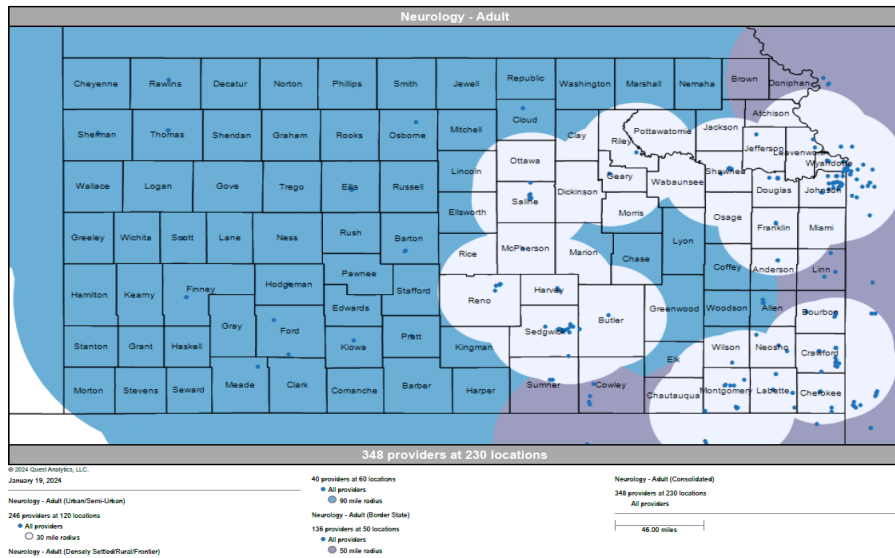 Neurology - Adult
Cheyenne Rawlins Decatur Norton Phillips Smith Jewell Republic Washington Marshall Nemaha Brown Doniphan
Atchison
Sherman Thomas Sheridan Graham Rooks Osborne Mitchell Cloud Clay Riley Pottawatomie Jackson Jefferson Leavenworth
Wyandotte
Wallace Logan Gove Trego Ellis Russell Lincoln Ottawa Saline Dickinson Geary Wabaunsee Shawnee Douglas Johnson
Greeley Wichita Scott Lane Ness Rush Barton Ellsworth Rice McPherson Marion Morris Chase Lyon Osage Franklin Miami
Hamilton Kearny Finney Hodgeman Pawnee Edwards Stafford Reno Harvey Butler Greenwood Coffey Woodson Anderson Allen Linn Bourbon
Gray Ford
Stanton Grant Haskell Kiowa Pratt Kingman Sedgwick Elk Wilson Neosho Crawford
Morton Stevens Seward Meade Clark Comanche Barber Harper Sumner Cowley Chautauqua Montgomery Labette Cherokee
348 providers at 230 locations
© 2024 Quest Analytics, LLC.
January 19, 2024
Neurology - Adult (Urban/Semi-Urban)
246 providers at 120 locations
All providers
30 mile radius
Neurology - Adult (Densely Settled/Rural/Frontier)
40 providers at 60 locations
All providers
90 mile radius
Neurology - Adult (Border State)
136 providers at 50 locations
All providers
50 mile radius
Neurology - Adult (Consolidated)
348 providers at 230 locations
All providers
46.00 miles